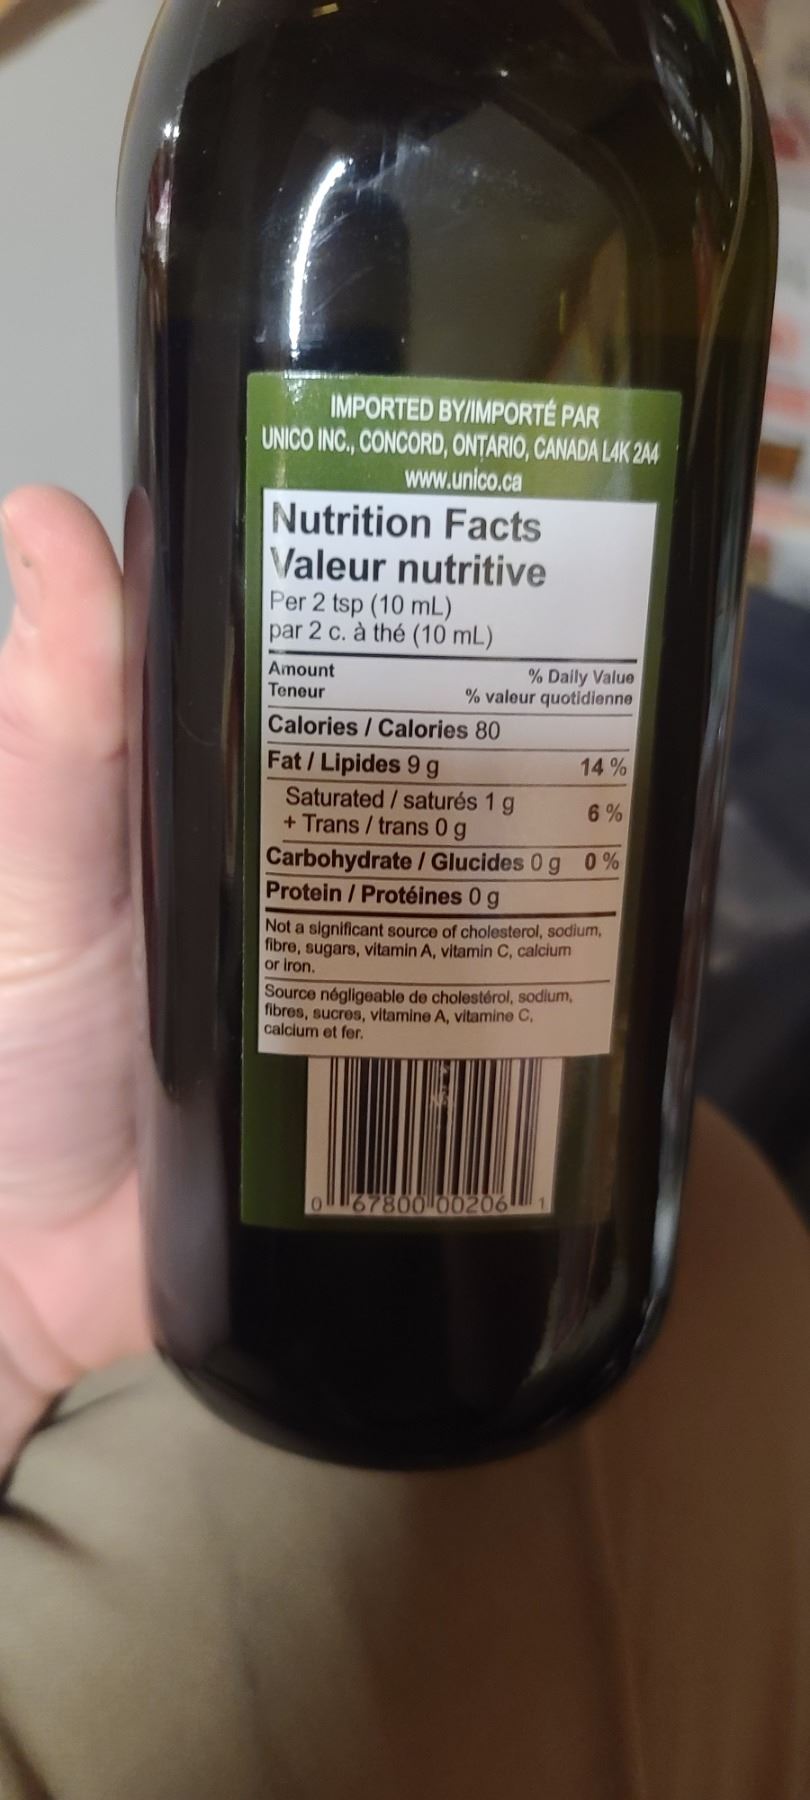 IMPORTED BY/IMPORTÉ PAR
UNICO INC., CONCORD, ONTARIO, CANADA L4K 2A4
www.unico.ca
Nutrition Facts
Valeur nutritive
Per 2 tsp (10 mL)
par 2 c. à thé (10 mL)
Amount % Daily Value
Teneur % valeur quotidienne
Calories / Calories 80
Fat / Lipides 9 g 14 %
Saturated / saturés 1 g 6 %
+ Trans / trans 0 g
Carbohydrate / Glucides 0 g 0 %
Protein / Protéines 0 g
Not a significant source of cholesterol, sodium,
fibre, sugars, vitamin A, vitamin C, calcium
or iron.
Source négligeable de cholestérol, sodium,
fibres, sucres, vitamine A, vitamine C,
calcium et fer.
0 67800 00206 1